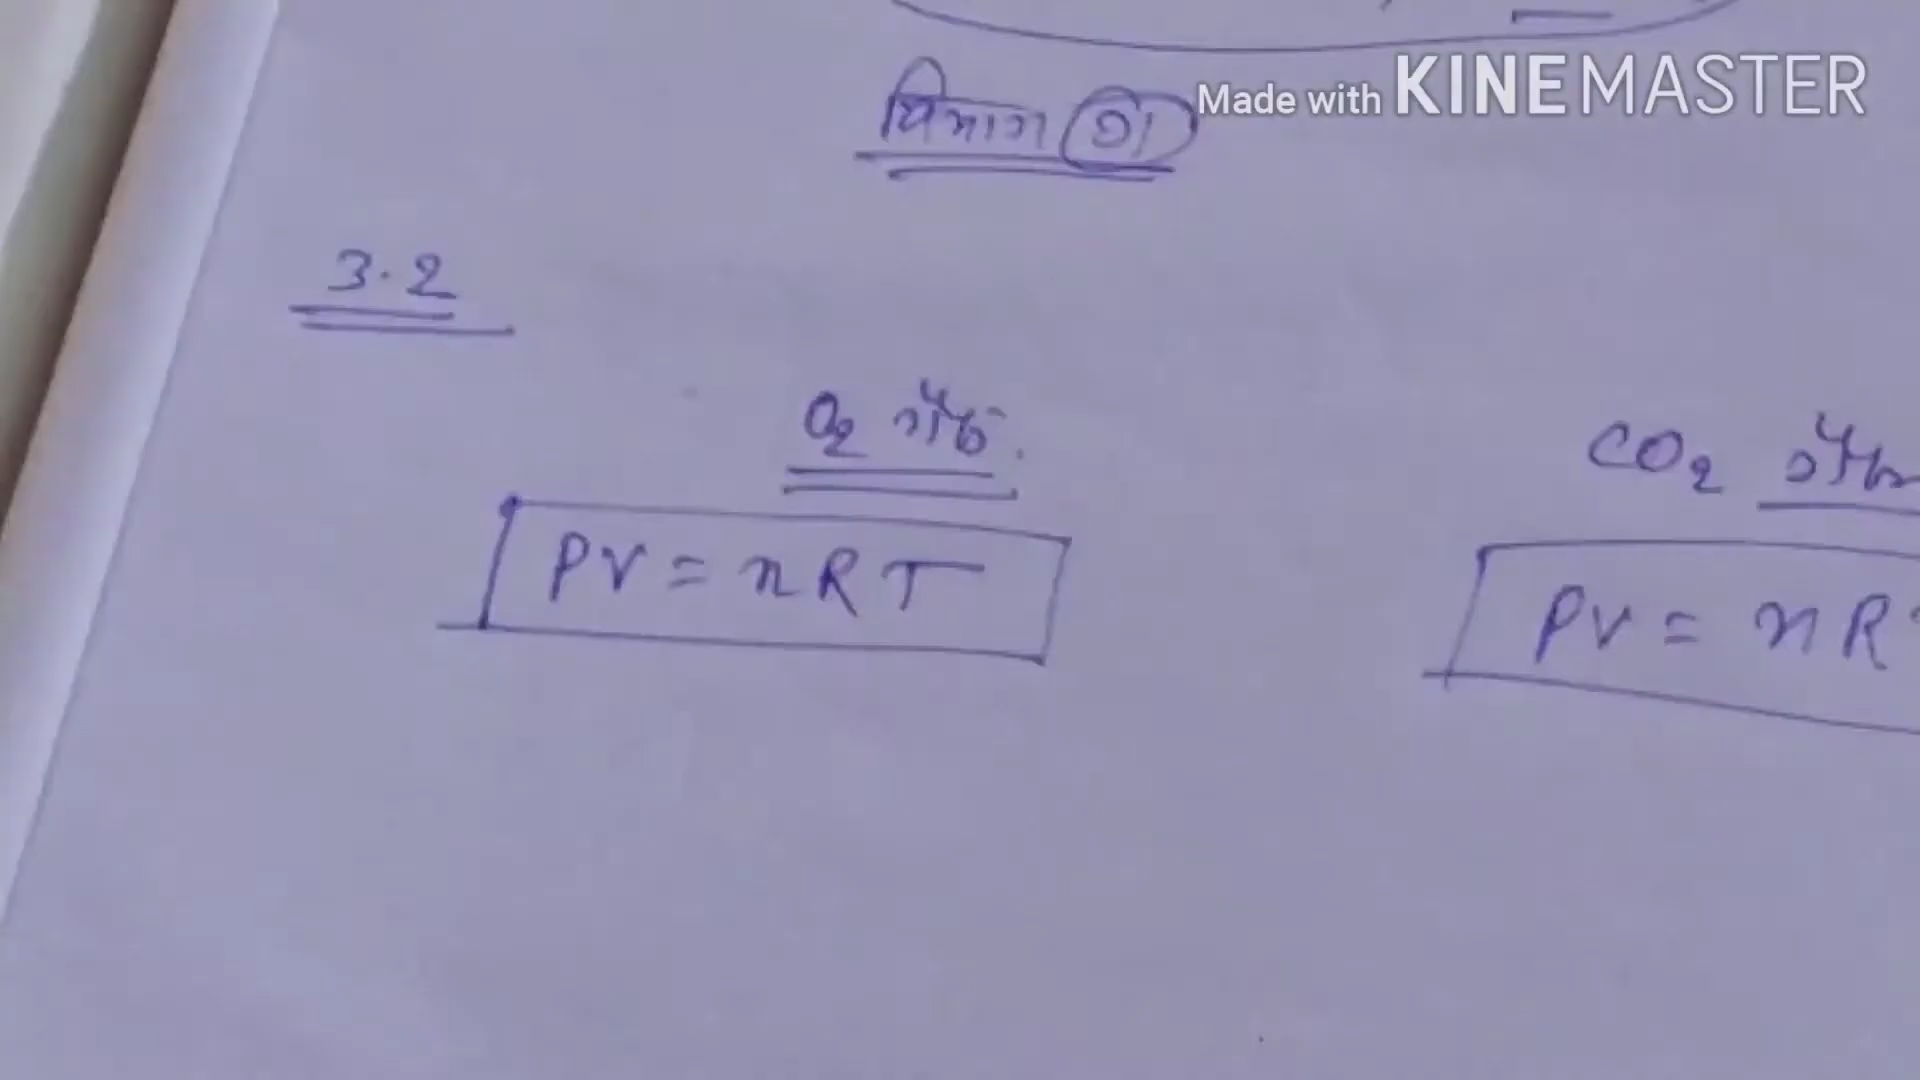 Made with KINEMASTER
विभाग
3.2
O₂
CO₂
PV = nRT
PV = nR